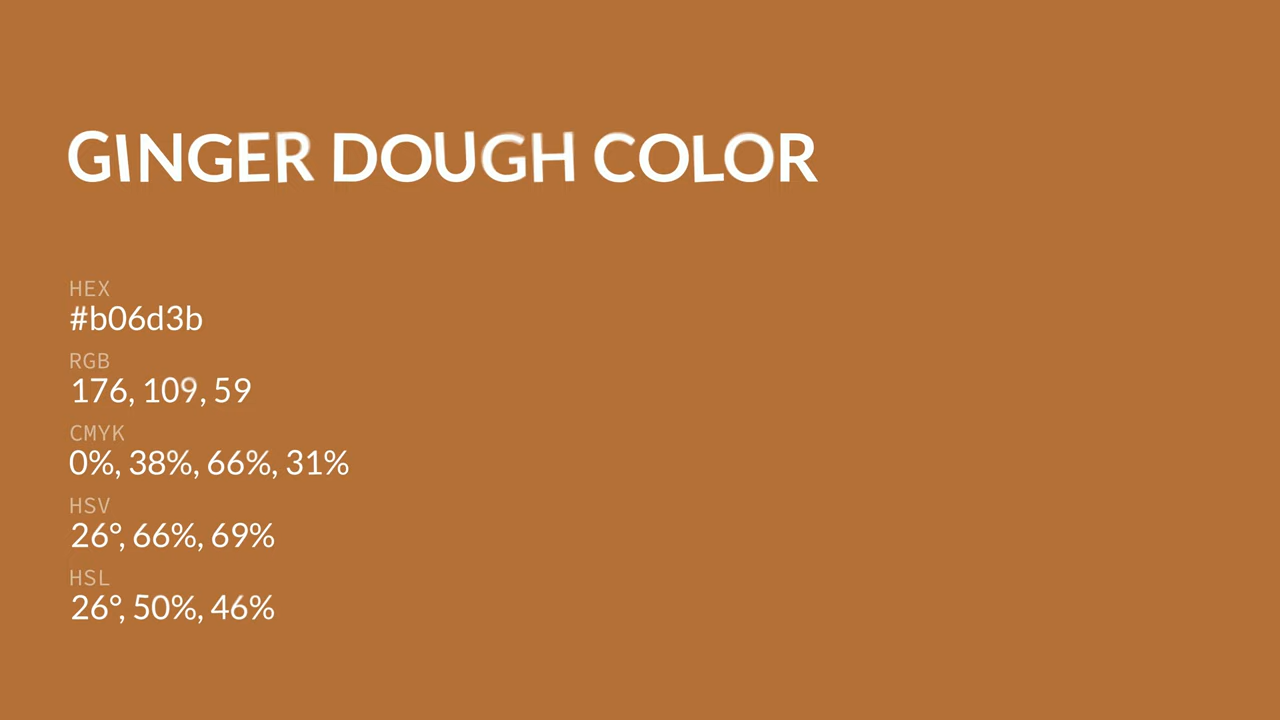 GINGER DOUGH COLOR
HEX
#b06d3b
RGB
176, 109, 59
CMYK
0%, 38%, 66%, 31%
HSV
26°, 66%, 69%
HSL
26°, 50%, 46%